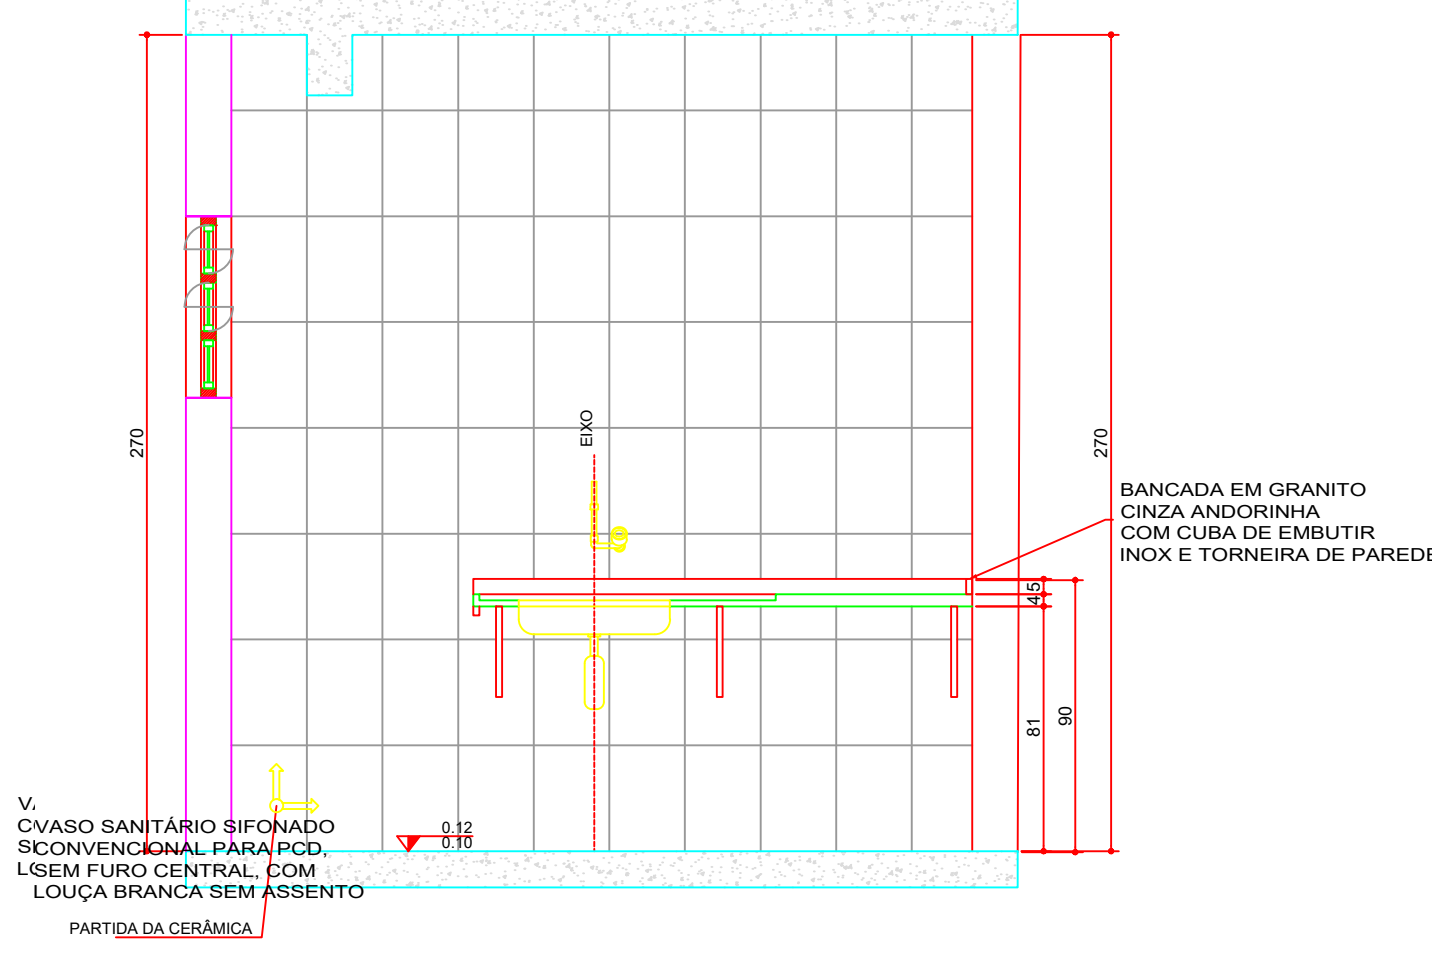 270
EIXO
270
BANCADA EM GRANITO
CINZA ANDORINHA
COM CUBA DE EMBUTIR
INOX E TORNEIRA DE PAREDE
4.5
81
90
0.12
0.10
VASO SANITÁRIO SIFONADO
CONVENCIONAL PARA PCD,
SEM FURO CENTRAL, COM
LOUÇA BRANCA SEM ASSENTO
PARTIDA DA CERÂMICA